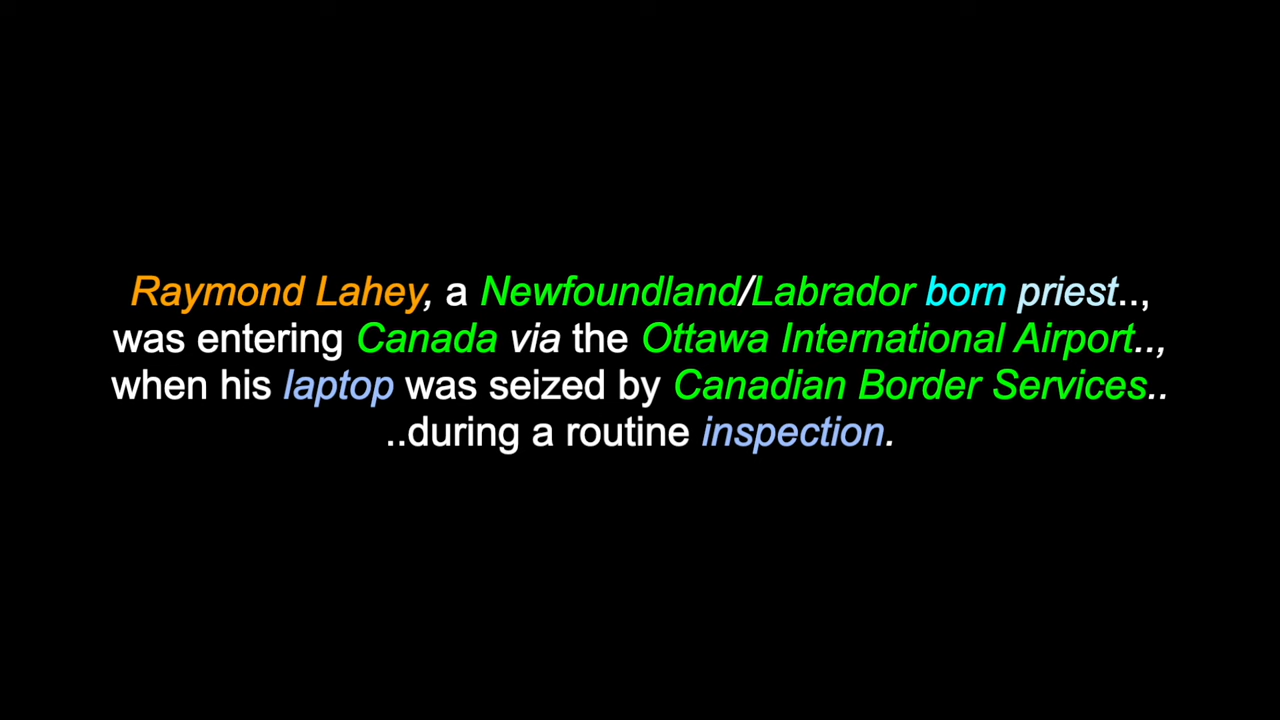 Raymond Lahey, a Newfoundland/Labrador born priest..,
was entering Canada via the Ottawa International Airport..,
when his laptop was seized by Canadian Border Services..
..during a routine inspection.